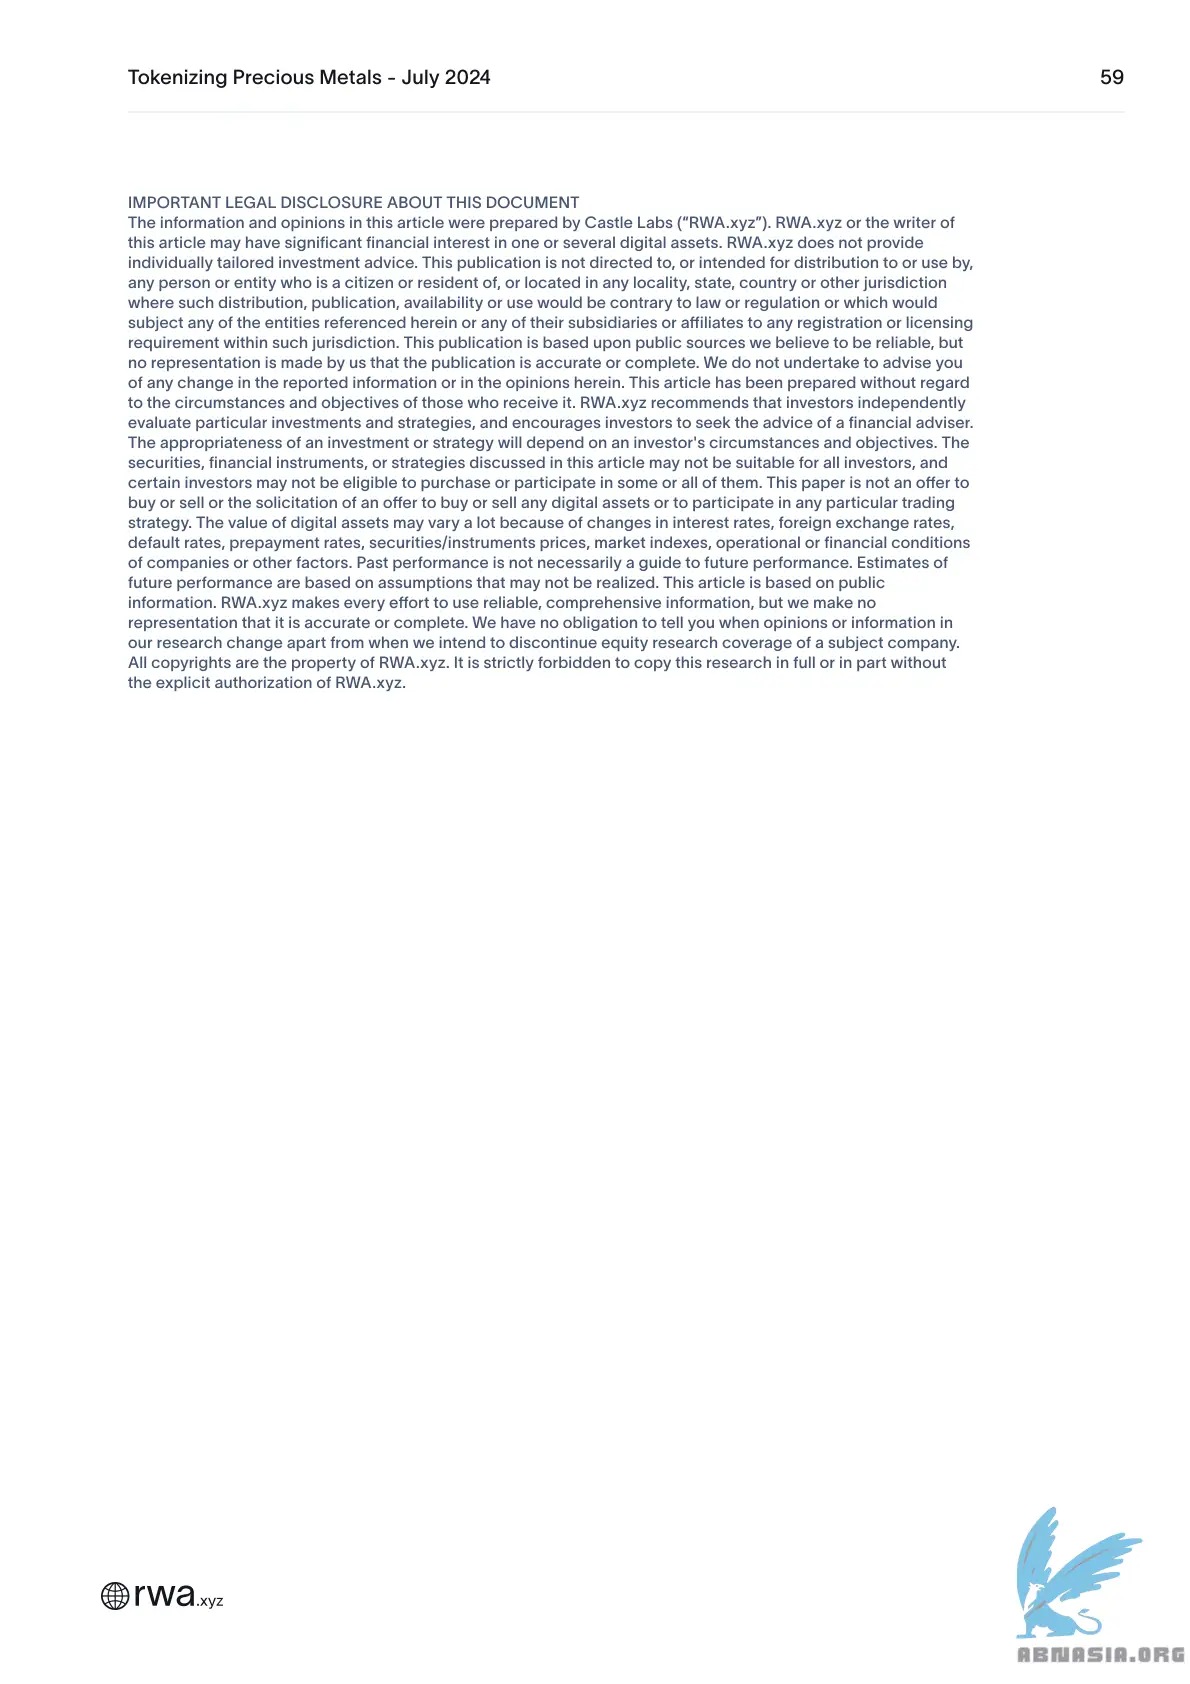 Tokenizing Precious Metals - July 2024
59
IMPORTANT LEGAL DISCLOSURE ABOUT THIS DOCUMENT
The information and opinions in this article were prepared by Castle Labs (“RWA.xyz”). RWA.xyz or the writer of
this article may have significant financial interest in one or several digital assets. RWA.xyz does not provide
individually tailored investment advice. This publication is not directed to, or intended for distribution to or use by,
any person or entity who is a citizen or resident of, or located in any locality, state, country or other jurisdiction
where such distribution, publication, availability or use would be contrary to law or regulation or which would
subject any of the entities referenced herein or any of their subsidiaries or affiliates to any registration or licensing
requirement within such jurisdiction. This publication is based upon public sources we believe to be reliable, but
no representation is made by us that the publication is accurate or complete. We do not undertake to advise you
of any change in the reported information or in the opinions herein. This article has been prepared without regard
to the circumstances and objectives of those who receive it. RWA.xyz recommends that investors independently
evaluate particular investments and strategies, and encourages investors to seek the advice of a financial adviser.
The appropriateness of an investment or strategy will depend on an investor's circumstances and objectives. The
securities, financial instruments, or strategies discussed in this article may not be suitable for all investors, and
certain investors may not be eligible to purchase or participate in some or all of them. This paper is not an offer to
buy or sell or the solicitation of an offer to buy or sell any digital assets or to participate in any particular trading
strategy. The value of digital assets may vary a lot because of changes in interest rates, foreign exchange rates,
default rates, prepayment rates, securities/instruments prices, market indexes, operational or financial conditions
of companies or other factors. Past performance is not necessarily a guide to future performance. Estimates of
future performance are based on assumptions that may not be realized. This article is based on public
information. RWA.xyz makes every effort to use reliable, comprehensive information, but we make no
representation that it is accurate or complete. We have no obligation to tell you when opinions or information in
our research change apart from when we intend to discontinue equity research coverage of a subject company.
All copyrights are the property of RWA.xyz. It is strictly forbidden to copy this research in full or in part without
the explicit authorization of RWA.xyz.
rwa.xyz
ABNASIA.ORG